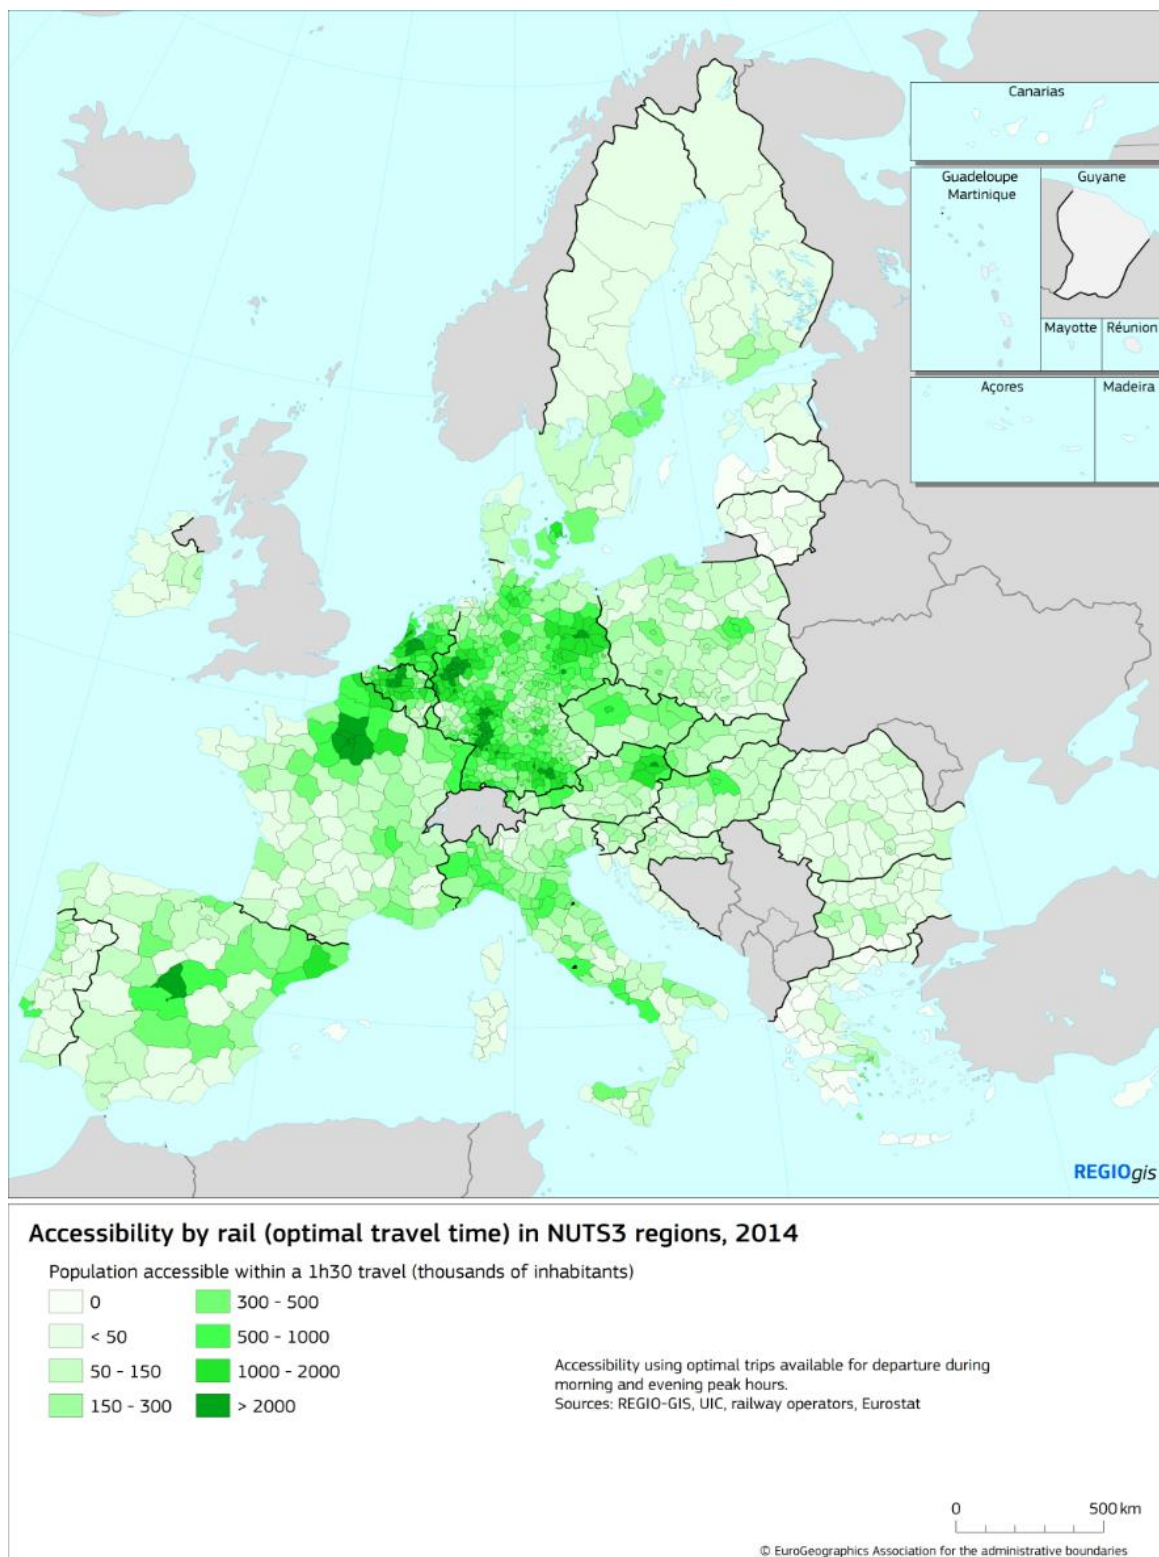 Canarias
Guadeloupe
Martinique
Guyane
Mayotte
Réunion
Açores
Madeira
REGIOgis
Accessibility by rail (optimal travel time) in NUTS3 regions, 2014
Population accessible within a 1h30 travel (thousands of inhabitants)
0
< 50
50 - 150
150 - 300
300 - 500
500 - 1000
1000 - 2000
> 2000
Accessibility using optimal trips available for departure during
morning and evening peak hours.
Sources: REGIO-GIS, UIC, railway operators, Eurostat
0 500 km
© EuroGeographics Association for the administrative boundaries